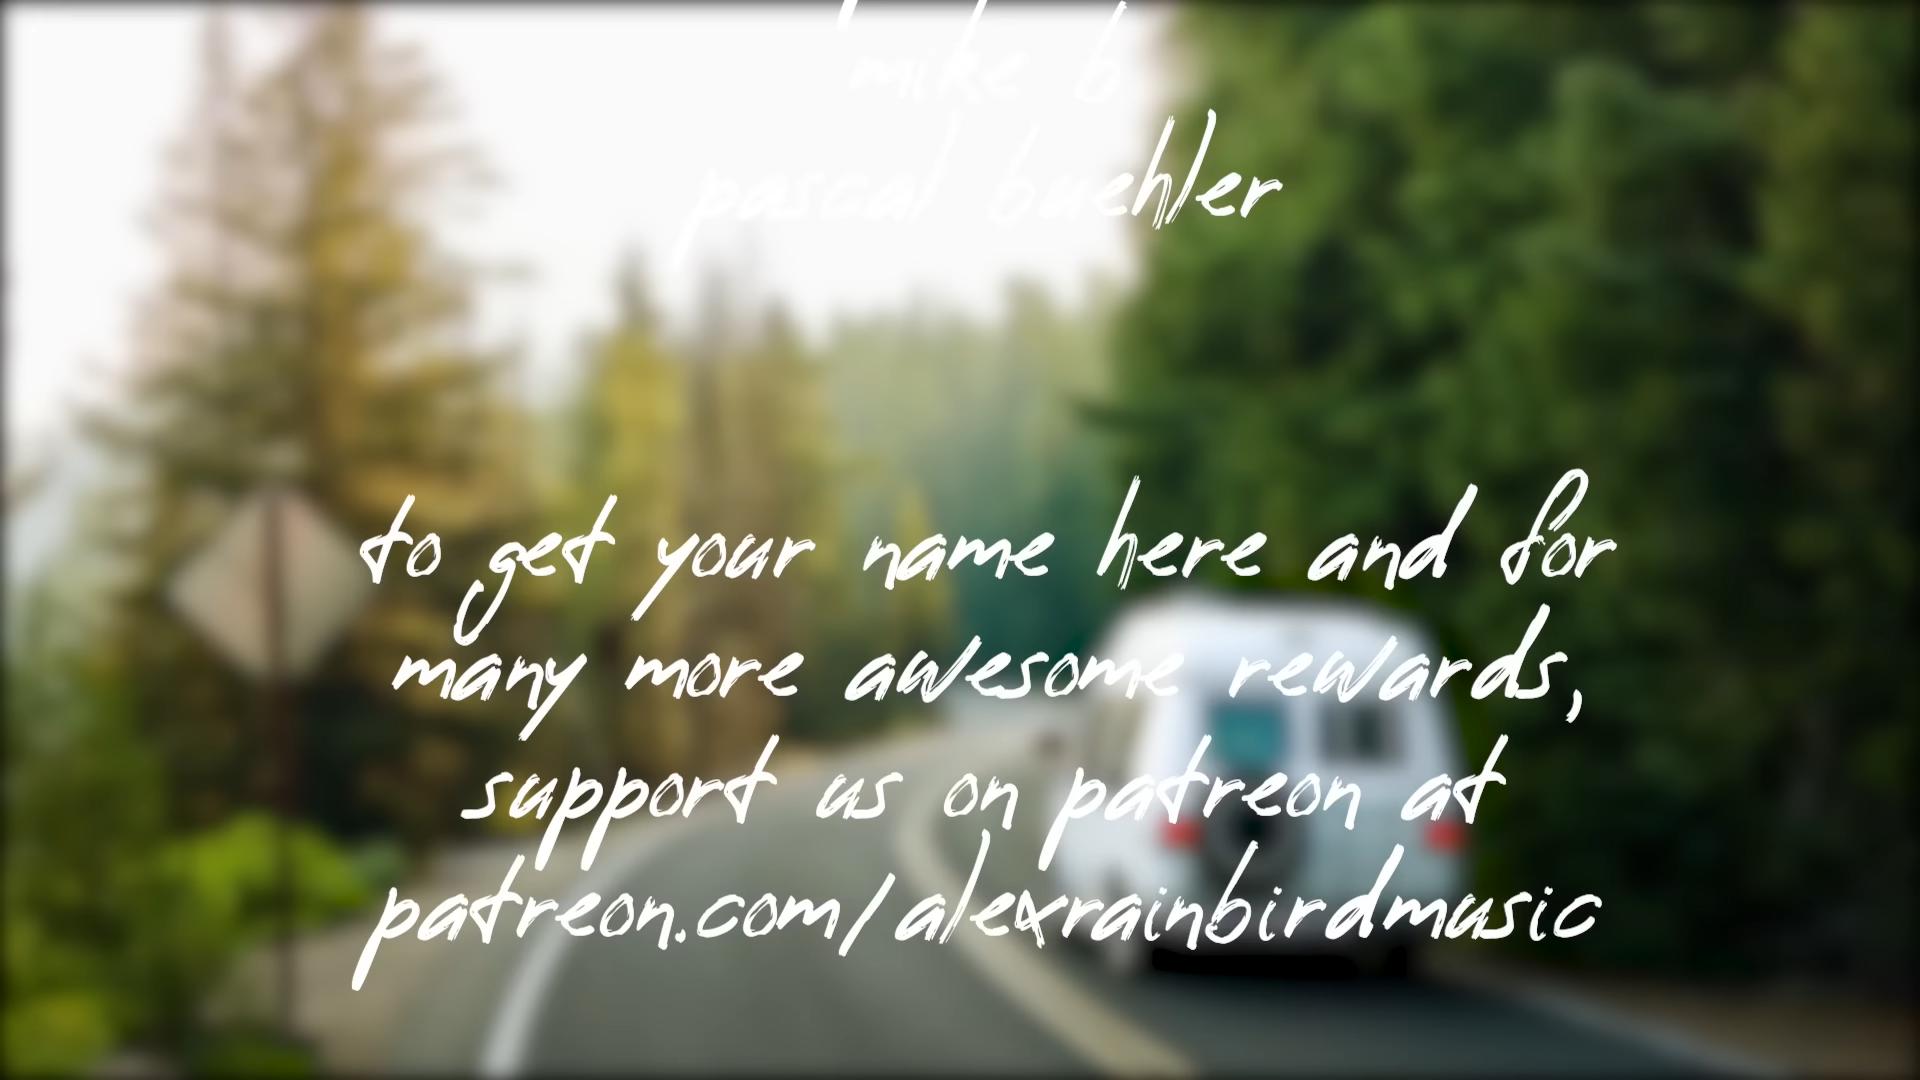 mike b
pascal buehler
to get your name here and for
many more awesome rewards,
support us on patreon at
patreon.com/alexrainbirdmusic